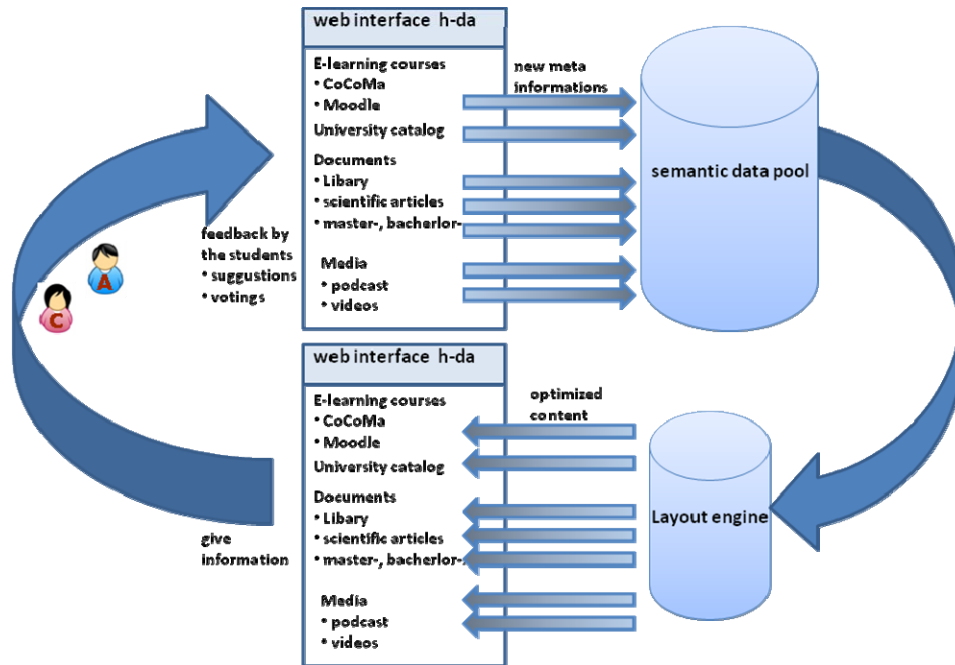 web interface h-da
E-learning courses
• CoCoMa
• Moodle
University catalog
Documents
• Libary
• scientific articles
• master-, bacherlor-
Media
• podcast
• videos
new meta
informations
semantic data pool
feedback by
the students
• suggustions
• votings
A
C
web interface h-da
E-learning courses
• CoCoMa
• Moodle
University catalog
Documents
• Libary
• scientific articles
• master-, bacherlor-
Media
• podcast
• videos
optimized
content
Layout engine
give
information